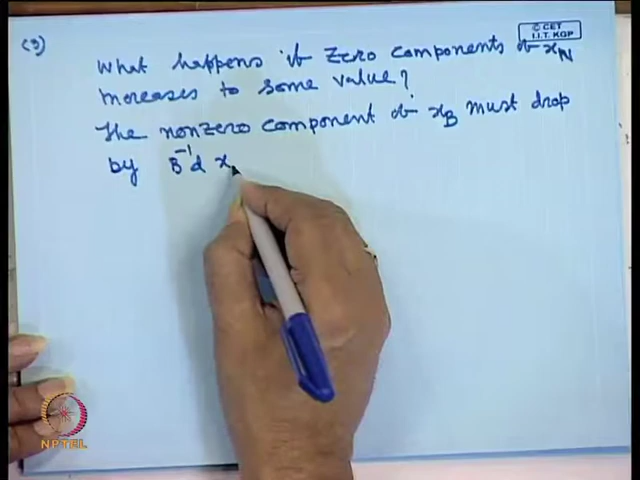 © CET
I.I.T. KGP
(3)
What happens if zero components of x_N
increases to some value?
The nonzero component of x_B must drop
by B⁻¹d x
NPTEL